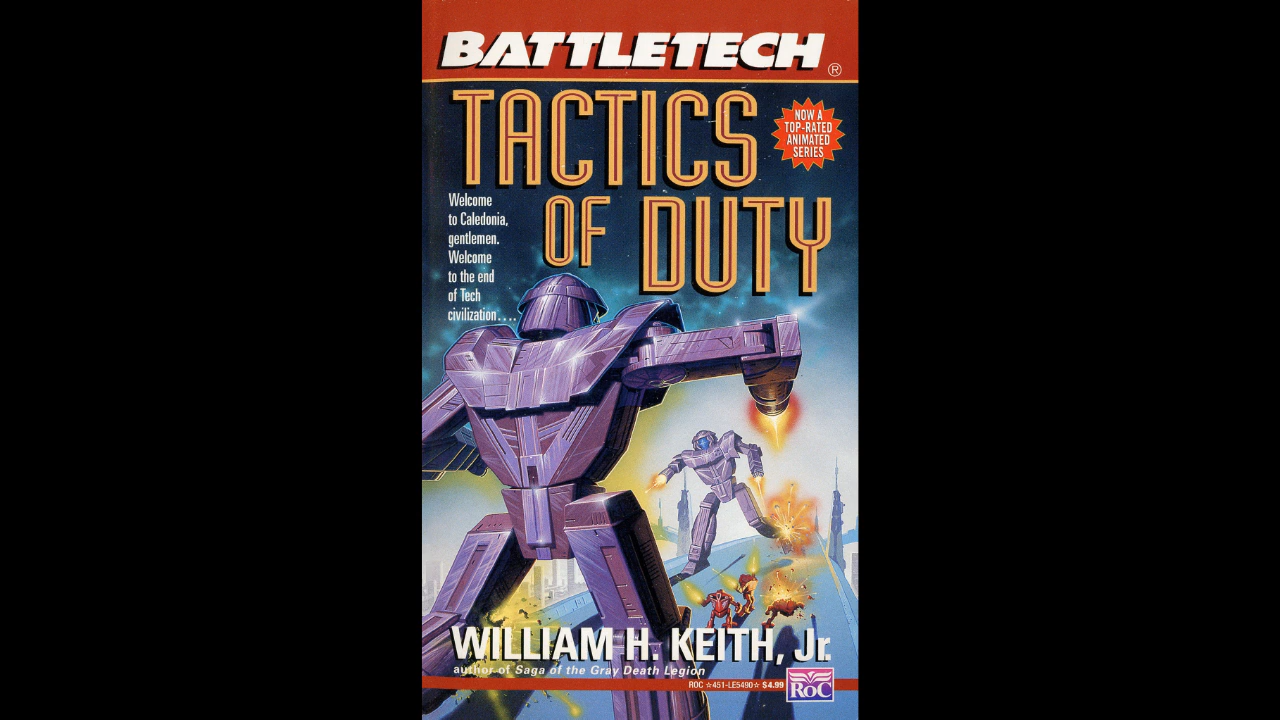 BATTLETECH®
TACTICS
OF DUTY
NOW A
TOP-RATED
ANIMATED
SERIES
Welcome
to Caledonia,
gentlemen.
Welcome
to the end
of Tech
civilization....
WILLIAM H. KEITH, Jr.
author of Saga of the Gray Death Legion
ROC ☆451-LE5490☆ $4.99
ROC